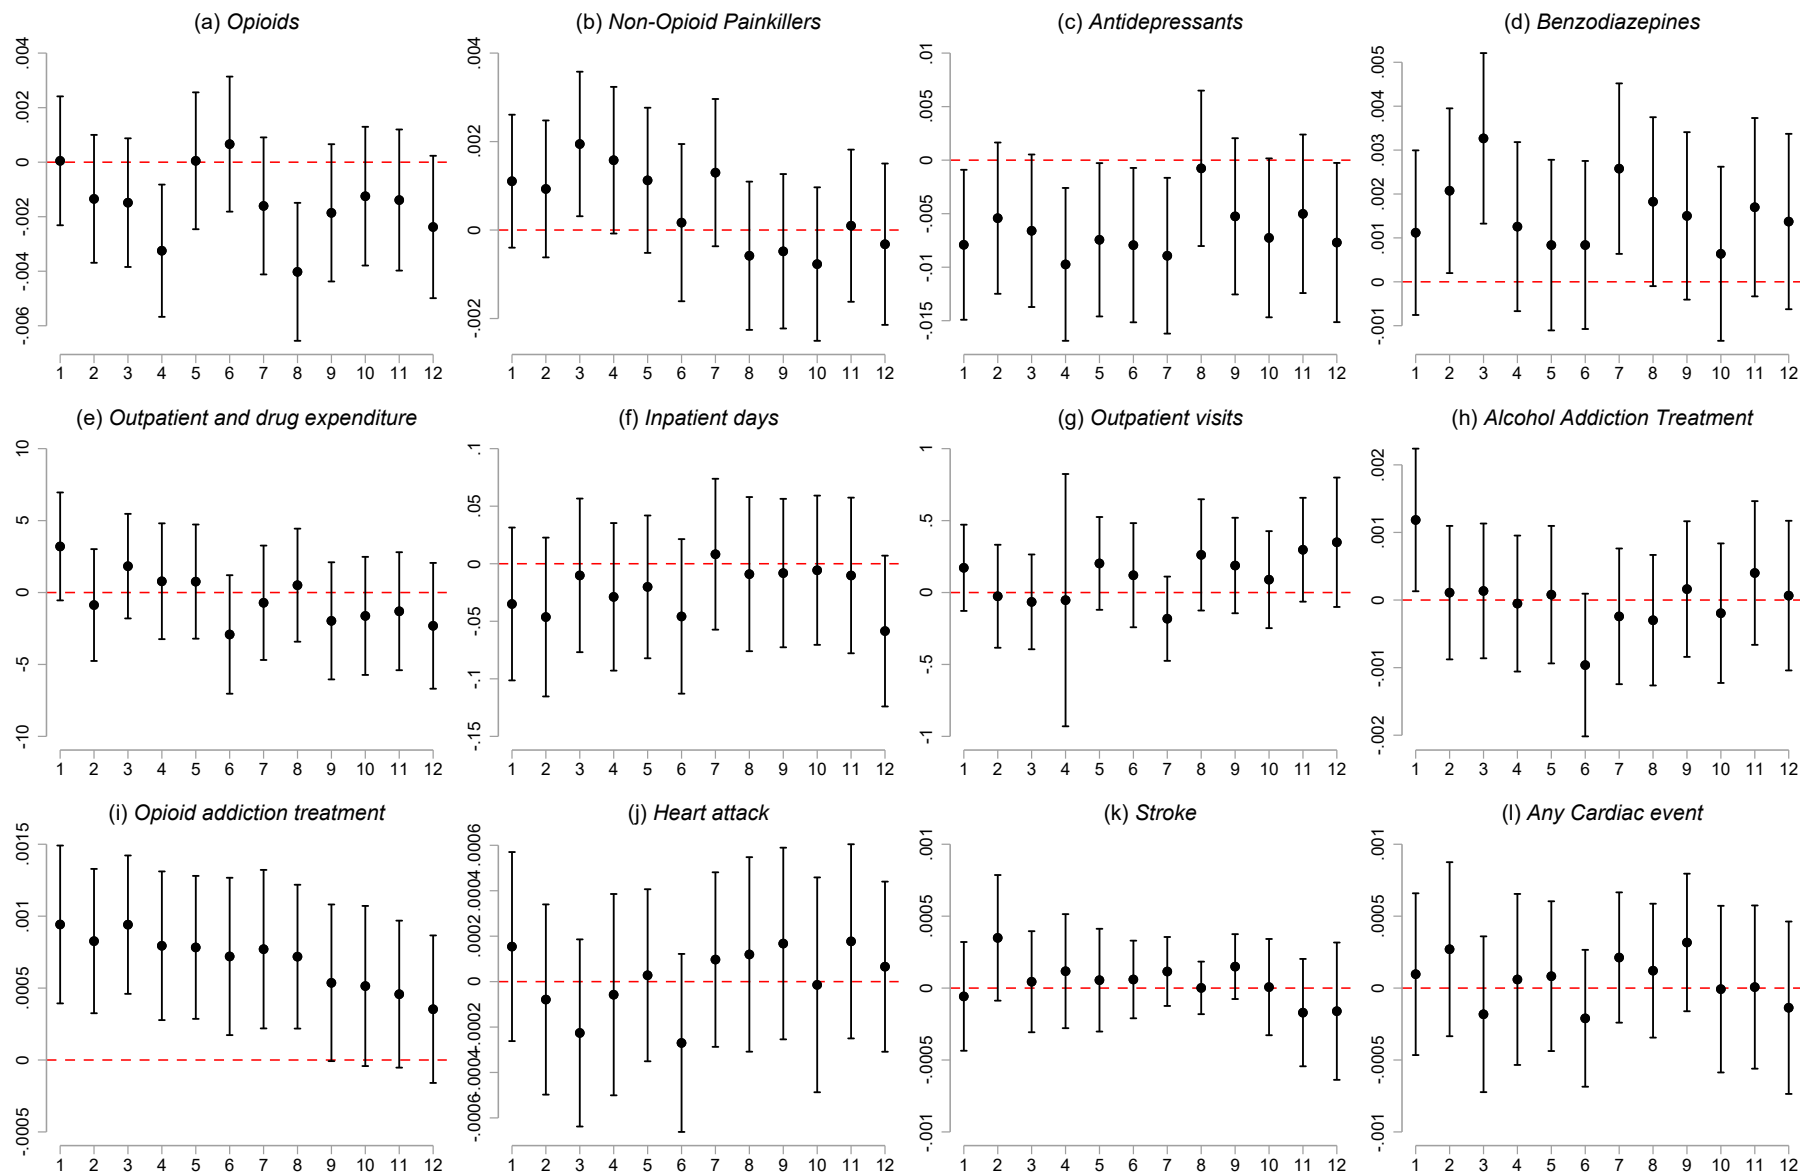 (a) Opioids
.004
.002
0
-.002
-.004
-.006
1 2 3 4 5 6 7 8 9 10 11 12
(b) Non-Opioid Painkillers
.004
.002
0
-.002
1 2 3 4 5 6 7 8 9 10 11 12
(c) Antidepressants
.01
.005
0
-.005
-.01
-.015
1 2 3 4 5 6 7 8 9 10 11 12
(d) Benzodiazepines
.005
.004
.003
.002
.001
0
-.001
1 2 3 4 5 6 7 8 9 10 11 12
(e) Outpatient and drug expenditure
10
5
0
-5
-10
1 2 3 4 5 6 7 8 9 10 11 12
(f) Inpatient days
.1
.05
0
-.05
-.1
-.15
1 2 3 4 5 6 7 8 9 10 11 12
(g) Outpatient visits
1
.5
0
-.5
-1
1 2 3 4 5 6 7 8 9 10 11 12
(h) Alcohol Addiction Treatment
.002
.001
0
-.001
-.002
1 2 3 4 5 6 7 8 9 10 11 12
(i) Opioid addiction treatment
.0015
.001
.0005
0
-.0005
1 2 3 4 5 6 7 8 9 10 11 12
(j) Heart attack
.0006
.0004
.0002
0
-.0002
-.0004
-.0006
1 2 3 4 5 6 7 8 9 10 11 12
(k) Stroke
.001
.0005
0
-.0005
-.001
1 2 3 4 5 6 7 8 9 10 11 12
(l) Any Cardiac event
.001
.0005
0
-.0005
-.001
1 2 3 4 5 6 7 8 9 10 11 12